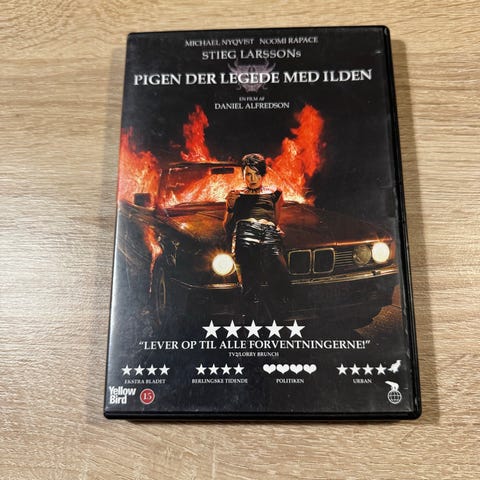 MICHAEL NYQVIST NOOMI RAPACE
STIEG LARSSONs
PIGEN DER LEGEDE MED ILDEN
EN FILM AF
DANIEL ALFREDSON
"LEVER OP TIL ALLE FORVENTNINGERNE!"
TV2/LORRY BRUNCH
EKSTRA BLADET BERLINGSKE TIDENDE POLITIKEN URBAN
Yellow
Bird
15